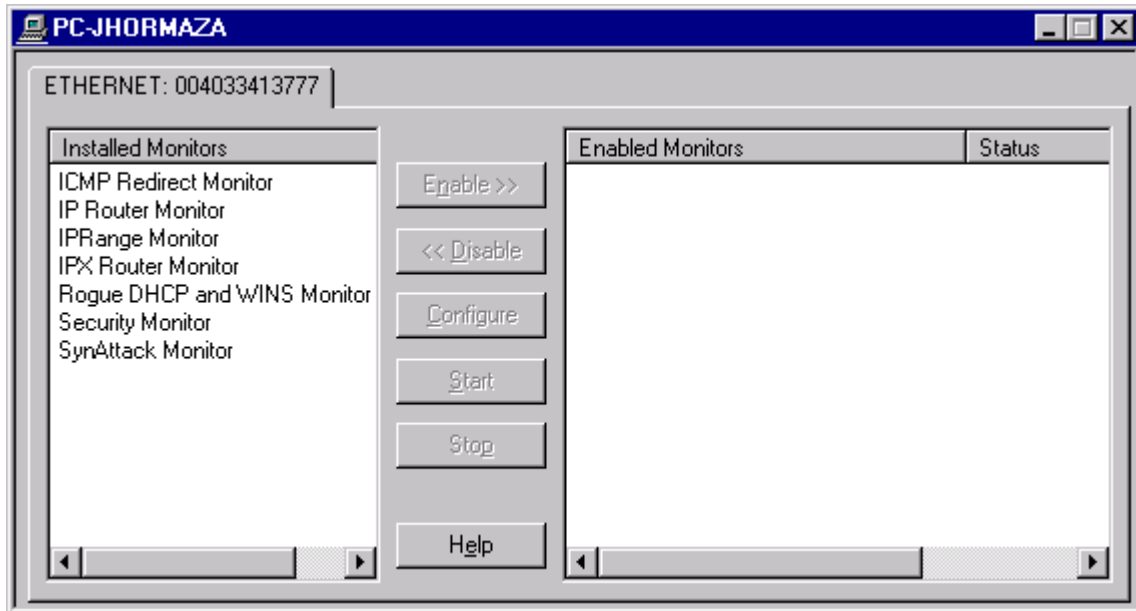 PC-JHORMAZA
ETHERNET: 004033413777
Installed Monitors
ICMP Redirect Monitor
IP Router Monitor
IPRange Monitor
IPX Router Monitor
Rogue DHCP and WINS Monitor
Security Monitor
SynAttack Monitor
Enable >>
<< Disable
Configure
Start
Stop
Help
Enabled Monitors Status